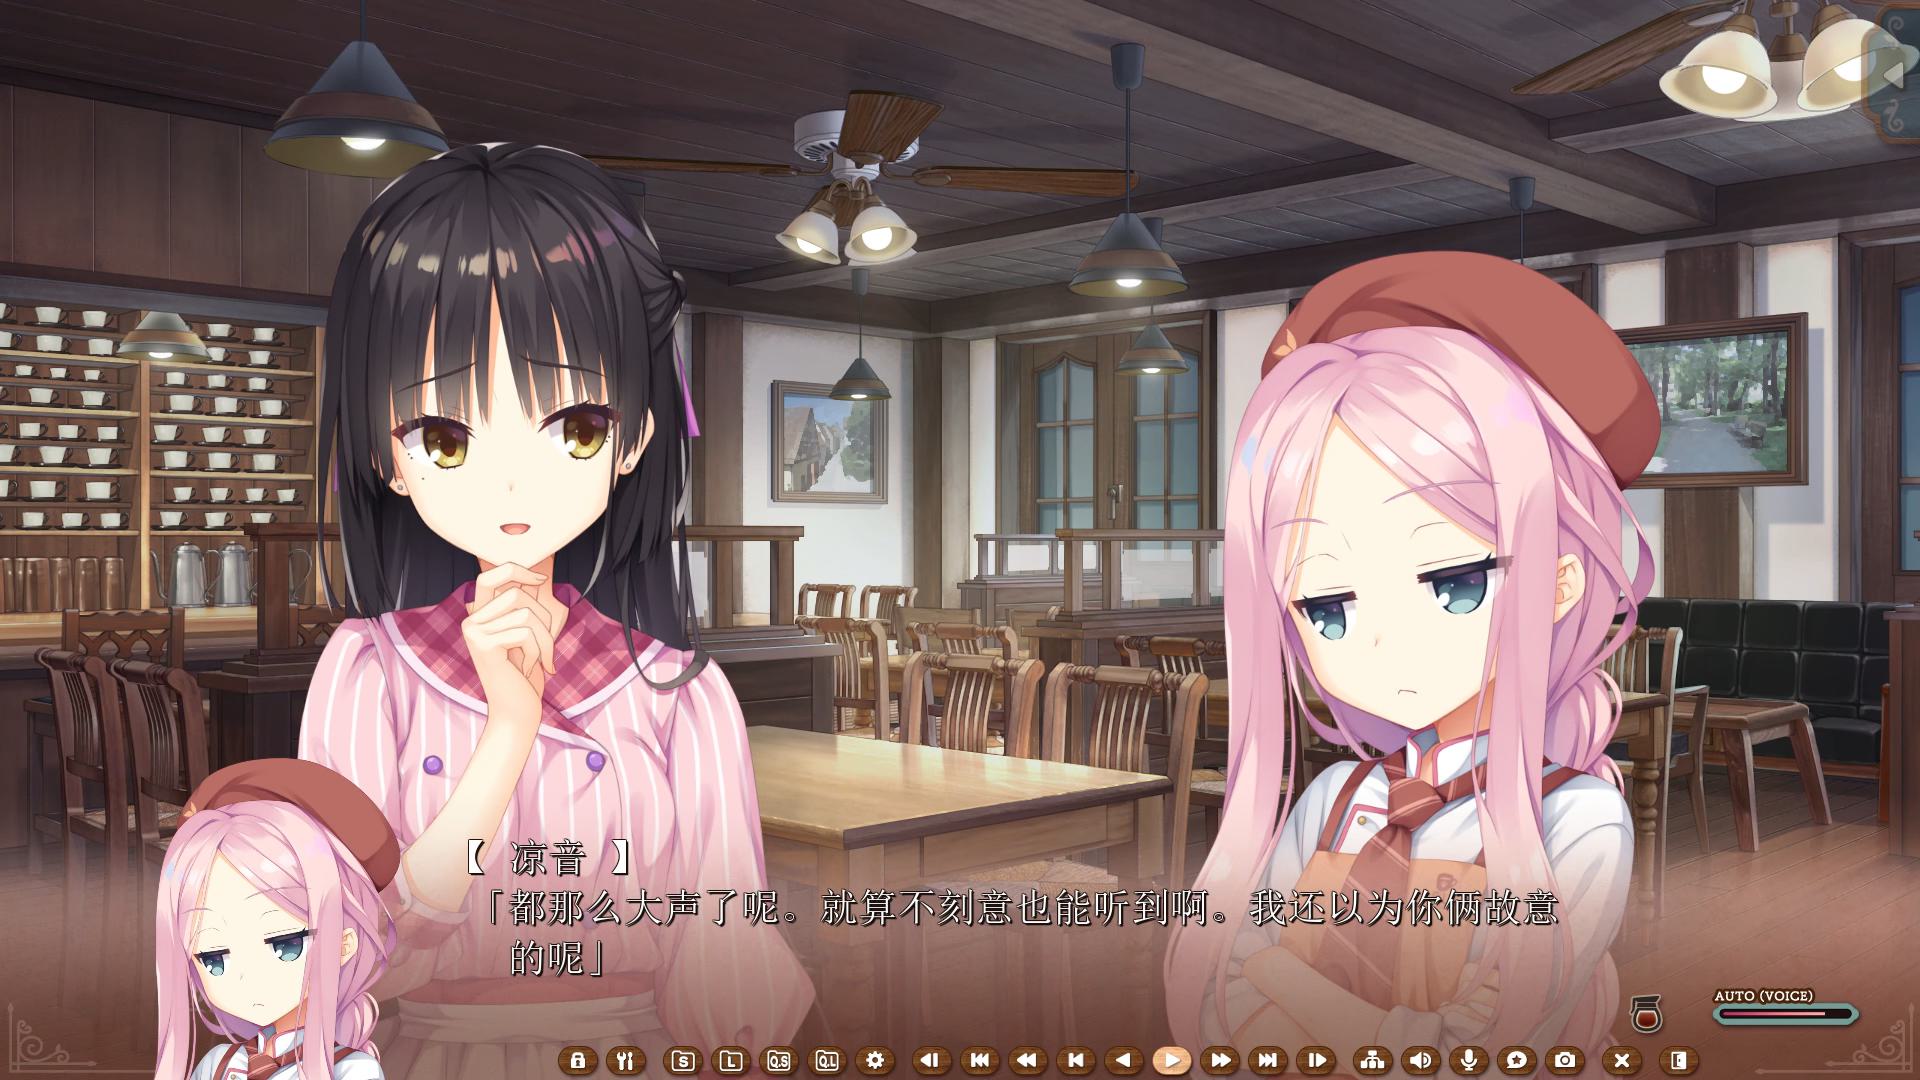 【 凉音 】
「都那么大声了呢。就算不刻意也能听到啊。我还以为你俩故意
的呢」
AUTO (VOICE)
S L Q.S Q.L